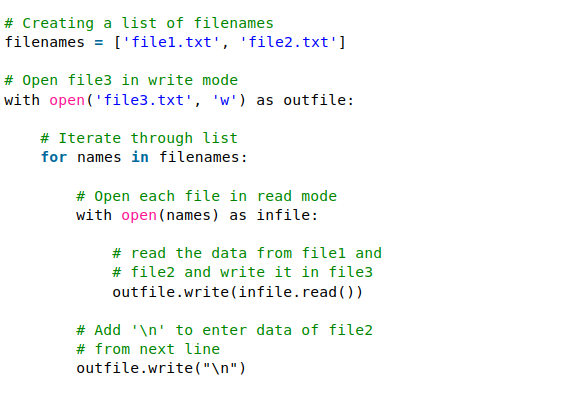 # Creating a list of filenames
filenames = ['file1.txt', 'file2.txt']
# Open file3 in write mode
with open('file3.txt', 'w') as outfile:
# Iterate through list
for names in filenames:
# Open each file in read mode
with open(names) as infile:
# read the data from file1 and
# file2 and write it in file3
outfile.write(infile.read())
# Add '\n' to enter data of file2
# from next line
outfile.write("\n")